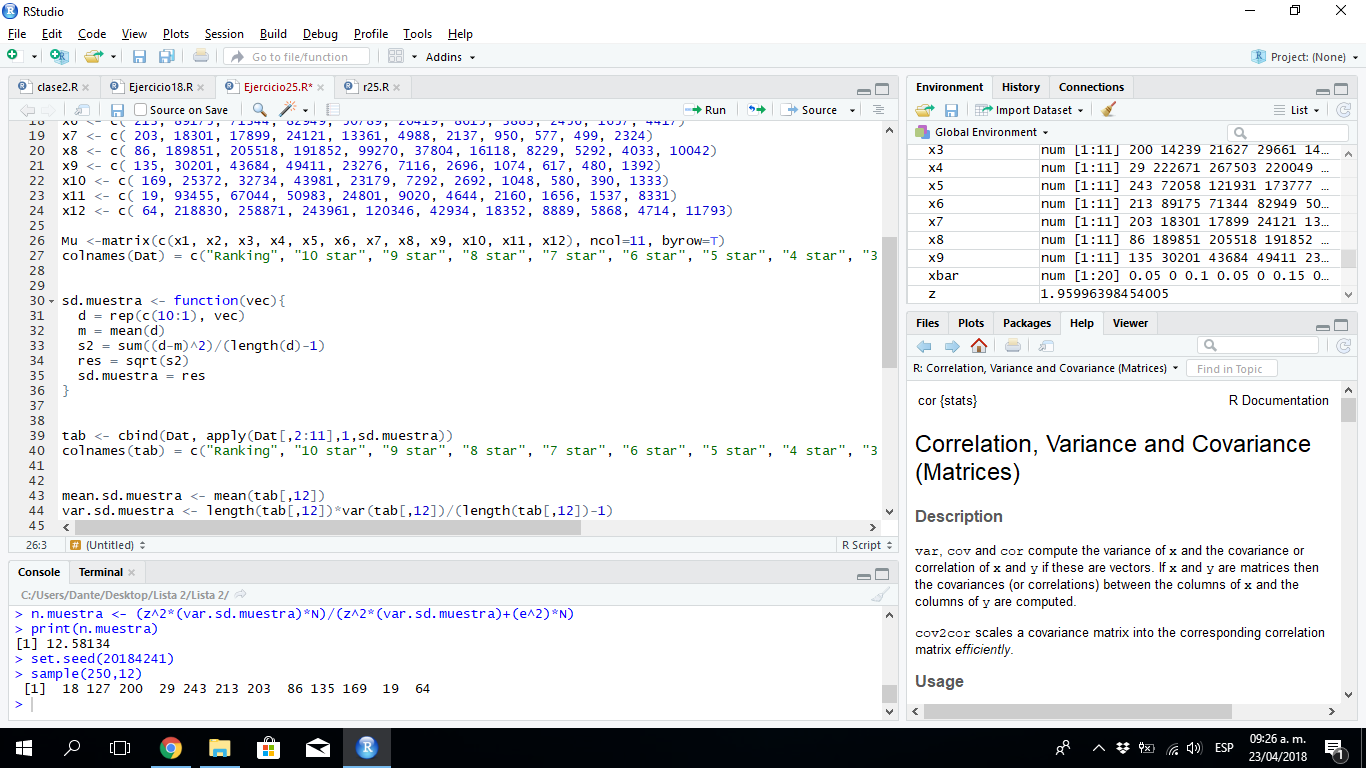 RStudio
File Edit Code View Plots Session Build Debug Profile Tools Help
Go to file/function Addins Project: (None)
clase2.R Ejercicio18.R Ejercicio25.R* r25.R
Source on Save Run Source
18 x6 <- c( 213, 89175, 71344, 82949, 50789, 20419, 8615, 3885, 2450, 1697, 4417)
19 x7 <- c( 203, 18301, 17899, 24121, 13361, 4988, 2137, 950, 577, 499, 2324)
20 x8 <- c( 86, 189851, 205518, 191852, 99270, 37804, 16118, 8229, 5292, 4033, 10042)
21 x9 <- c( 135, 30201, 43684, 49411, 23276, 7116, 2696, 1074, 617, 480, 1392)
22 x10 <- c( 169, 25372, 32734, 43981, 23179, 7292, 2692, 1048, 580, 390, 1333)
23 x11 <- c( 19, 93455, 67044, 50983, 24801, 9020, 4644, 2160, 1656, 1537, 8331)
24 x12 <- c( 64, 218830, 258871, 243961, 120346, 42934, 18352, 8889, 5868, 4714, 11793)
25
26 Mu <-matrix(c(x1, x2, x3, x4, x5, x6, x7, x8, x9, x10, x11, x12), ncol=11, byrow=T)
27 colnames(Dat) = c("Ranking", "10 star", "9 star", "8 star", "7 star", "6 star", "5 star", "4 star", "3
28
29
30 sd.muestra <- function(vec){
31 d = rep(c(10:1), vec)
32 m = mean(d)
33 s2 = sum((d-m)^2)/(length(d)-1)
34 res = sqrt(s2)
35 sd.muestra = res
36 }
37
38
39 tab <- cbind(Dat, apply(Dat[,2:11],1,sd.muestra))
40 colnames(tab) = c("Ranking", "10 star", "9 star", "8 star", "7 star", "6 star", "5 star", "4 star", "3
41
42
43 mean.sd.muestra <- mean(tab[,12])
44 var.sd.muestra <- length(tab[,12])*var(tab[,12])/(length(tab[,12])-1)
45
26:3 # (Untitled) R Script
Console Terminal
C:/Users/Dante/Desktop/Lista 2/Lista 2/
> n.muestra <- (z^2*(var.sd.muestra)*N)/(z^2*(var.sd.muestra)+(e^2)*N)
> print(n.muestra)
[1] 12.58134
> set.seed(20184241)
> sample(250,12)
[1] 18 127 200 29 243 213 203 86 135 169 19 64
>
Environment History Connections
Import Dataset List
Global Environment
x3 num [1:11] 200 14239 21627 29661 14...
x4 num [1:11] 29 222671 267503 220049 ...
x5 num [1:11] 243 72058 121931 173777 ...
x6 num [1:11] 213 89175 71344 82949 50...
x7 num [1:11] 203 18301 17899 24121 13...
x8 num [1:11] 86 189851 205518 191852 ...
x9 num [1:11] 135 30201 43684 49411 23...
xbar num [1:20] 0.05 0 0.1 0.05 0 0.15 0...
z 1.95996398454005
Files Plots Packages Help Viewer
R: Correlation, Variance and Covariance (Matrices) Find in Topic
cor {stats} R Documentation
Correlation, Variance and Covariance
(Matrices)
Description
var, cov and cor compute the variance of x and the covariance or
correlation of x and y if these are vectors. If x and y are matrices then
the covariances (or correlations) between the columns of x and the
columns of y are computed.
cov2cor scales a covariance matrix into the corresponding correlation
matrix efficiently.
Usage
ESP 09:26 a. m.
23/04/2018
1